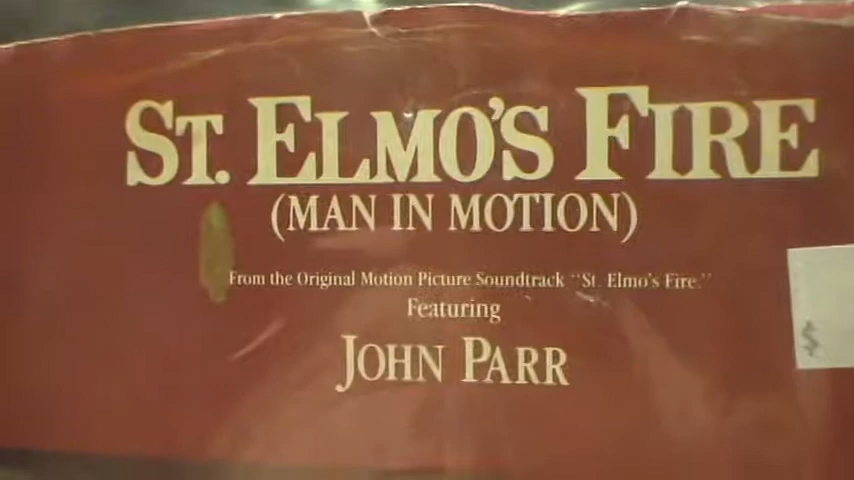 ST. ELMO'S FIRE
(MAN IN MOTION)
From the Original Motion Picture Soundtrack "St. Elmo's Fire."
Featuring
JOHN PARR
$